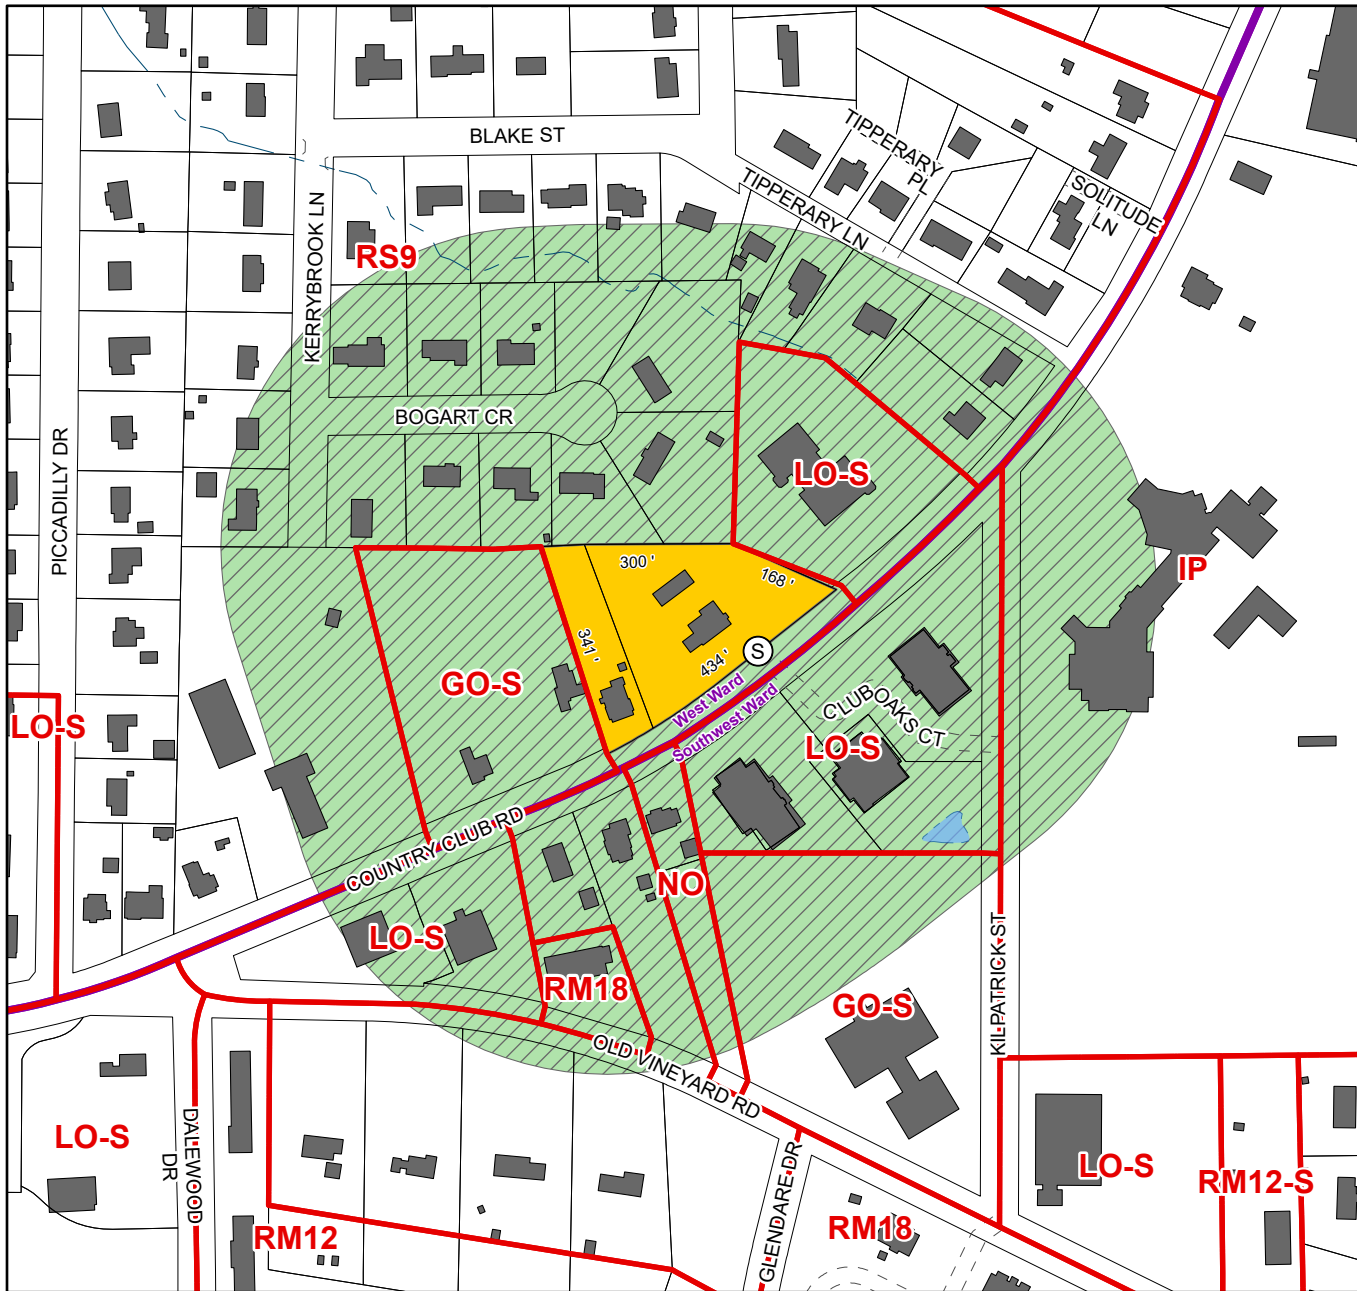 BLAKE ST
TIPPERARY
PL
TIPPERARY LN
SOLITUDE
LN
KERRYBROOK LN
RS9
BOGART CR
PICCADILLY DR
LO-S
IP
300 '
168 '
341 '
434 '
S
West Ward
Southwest Ward
GO-S
CLUB OAKS CT
LO-S
LO-S
COUNTRY CLUB RD
NO
LO-S
RM18
GO-S
KILPATRICK ST
OLD VINEYARD RD
LO-S
DALEWOOD
DR
GLENDARE DR
LO-S
RM12-S
RM12
RM18